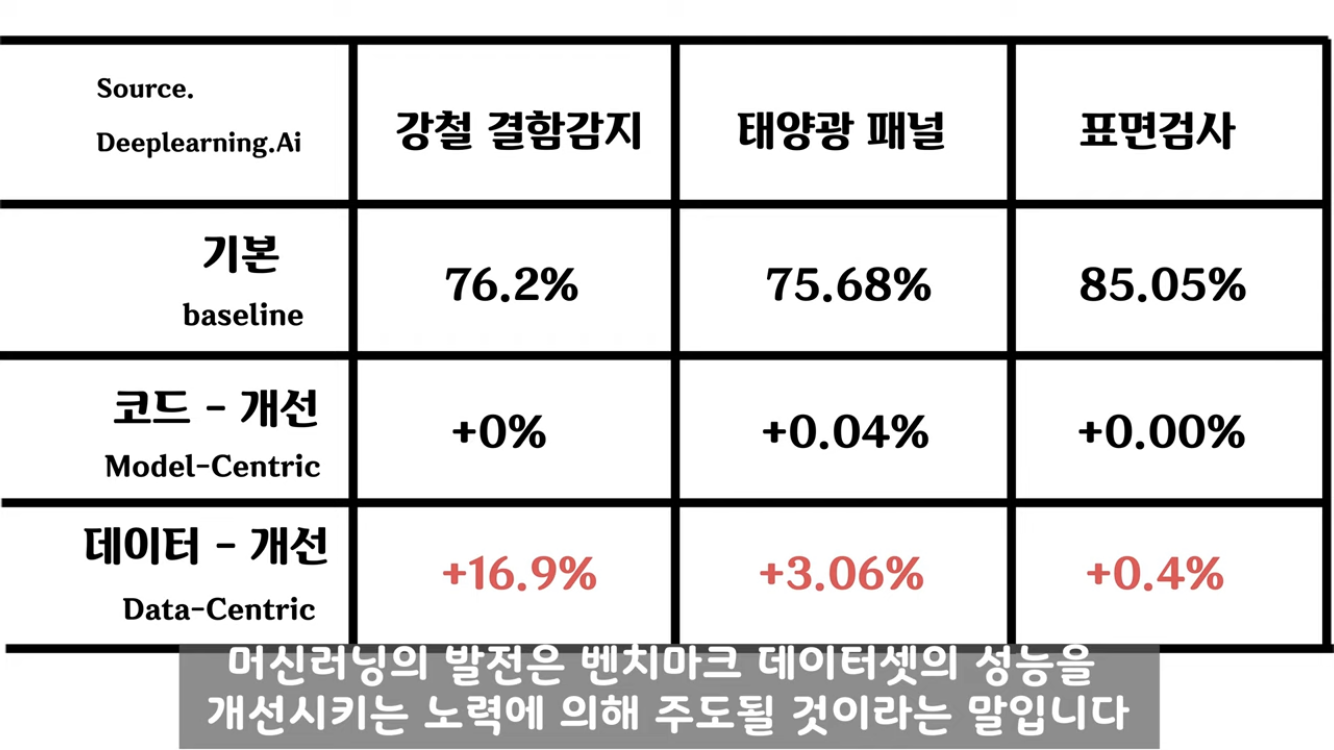 Source.
Deeplearning.Ai
강철 결함감지
태양광 패널
표면검사
기본
baseline
76.2%
75.68%
85.05%
코드 - 개선
Model-Centric
+0%
+0.04%
+0.00%
데이터 - 개선
Data-Centric
+16.9%
+3.06%
+0.4%
머신러닝의 발전은 벤치마크 데이터셋의 성능을
개선시키는 노력에 의해 주도될 것이라는 말입니다